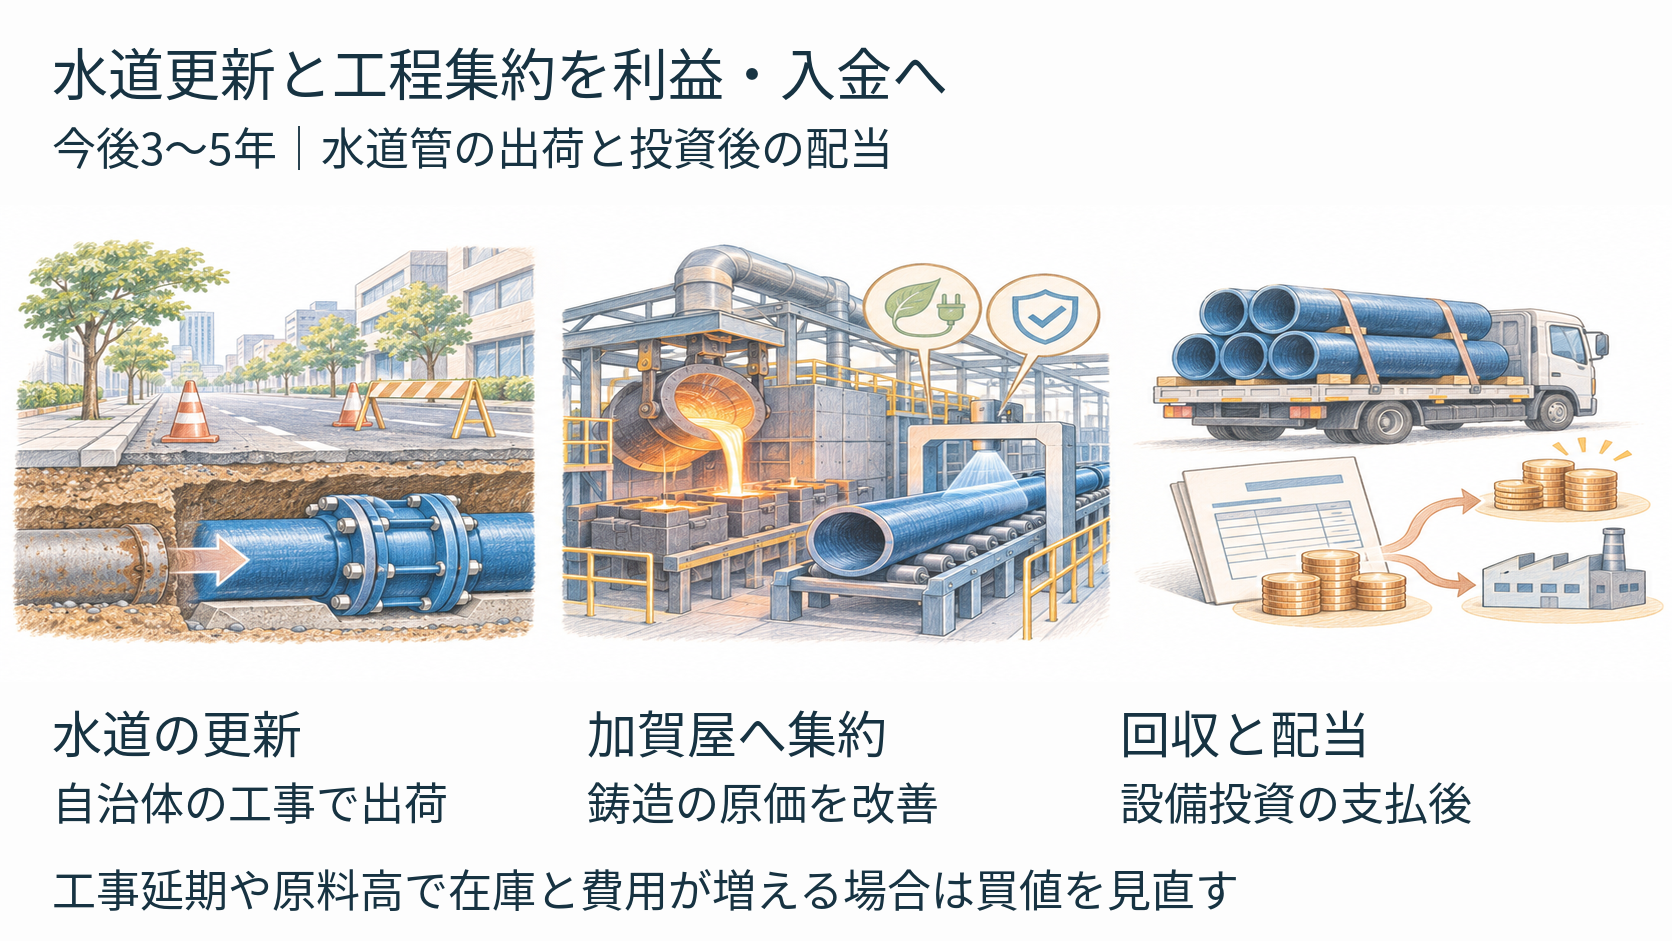 水道更新と工程集約を利益・入金へ
今後3〜5年｜水道管の出荷と投資後の配当
水道の更新
自治体の工事で出荷
加賀屋へ集約
鋳造の原価を改善
回収と配当
設備投資の支払後
工事延期や原料高で在庫と費用が増える場合は買値を見直す